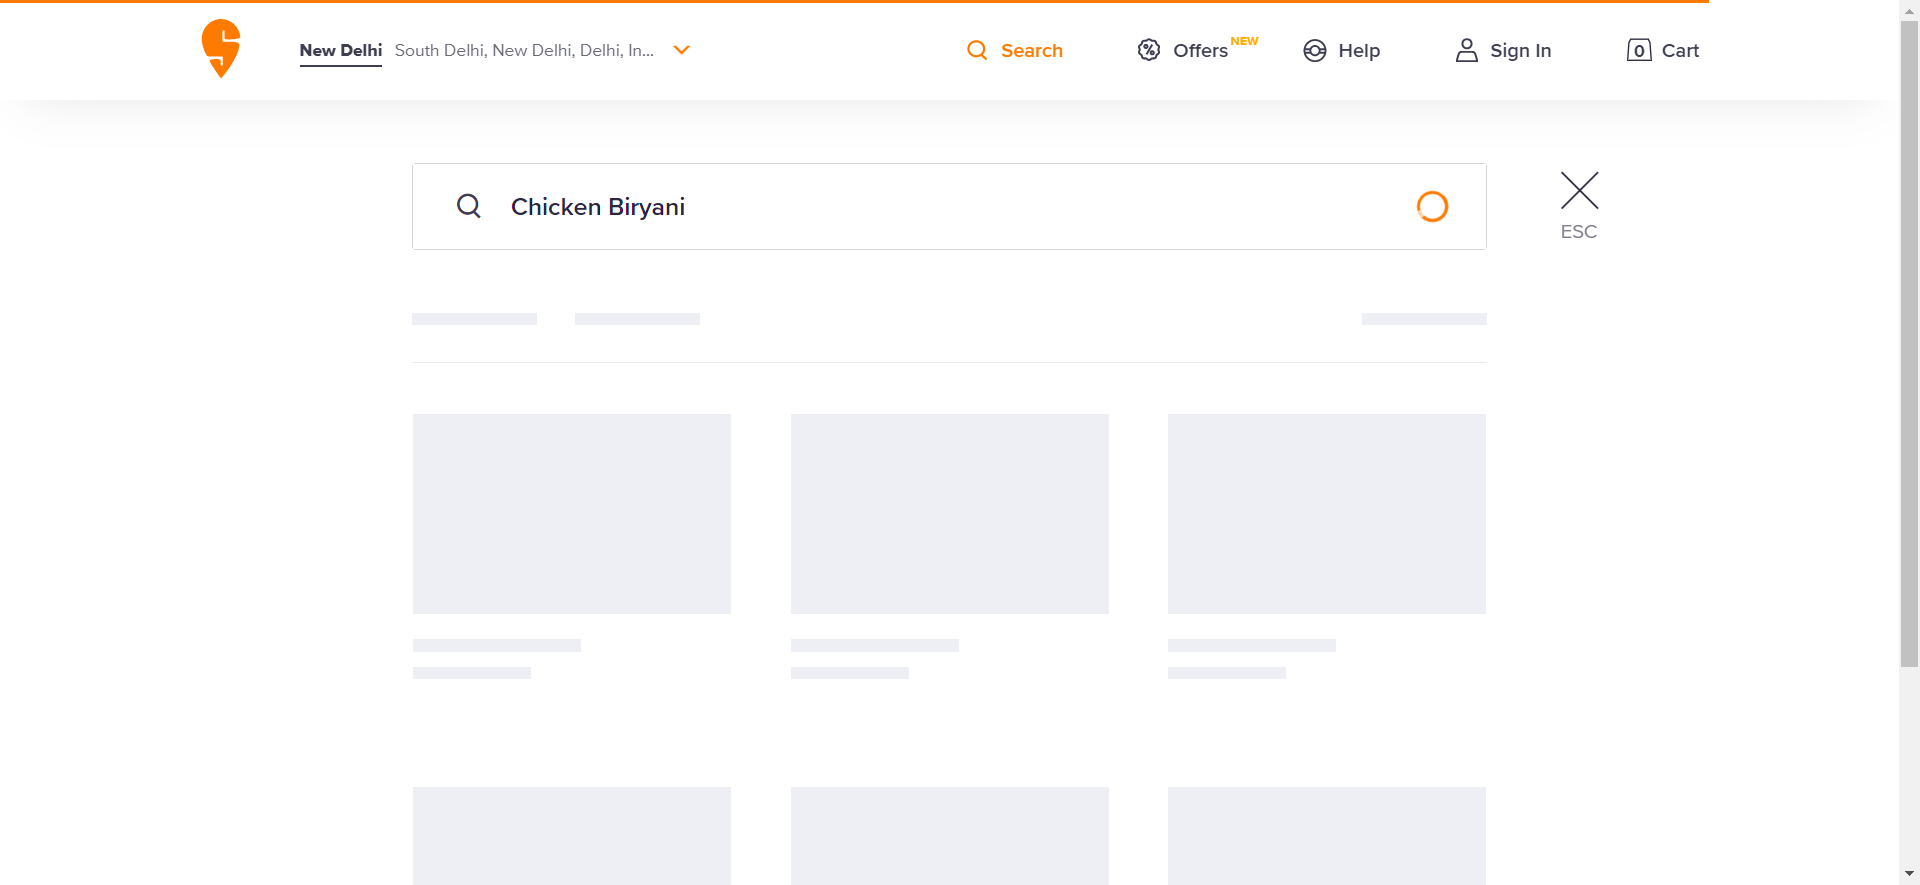 New Delhi South Delhi, New Delhi, Delhi, In... Search Offers NEW Help Sign In 0 Cart
Chicken Biryani
ESC